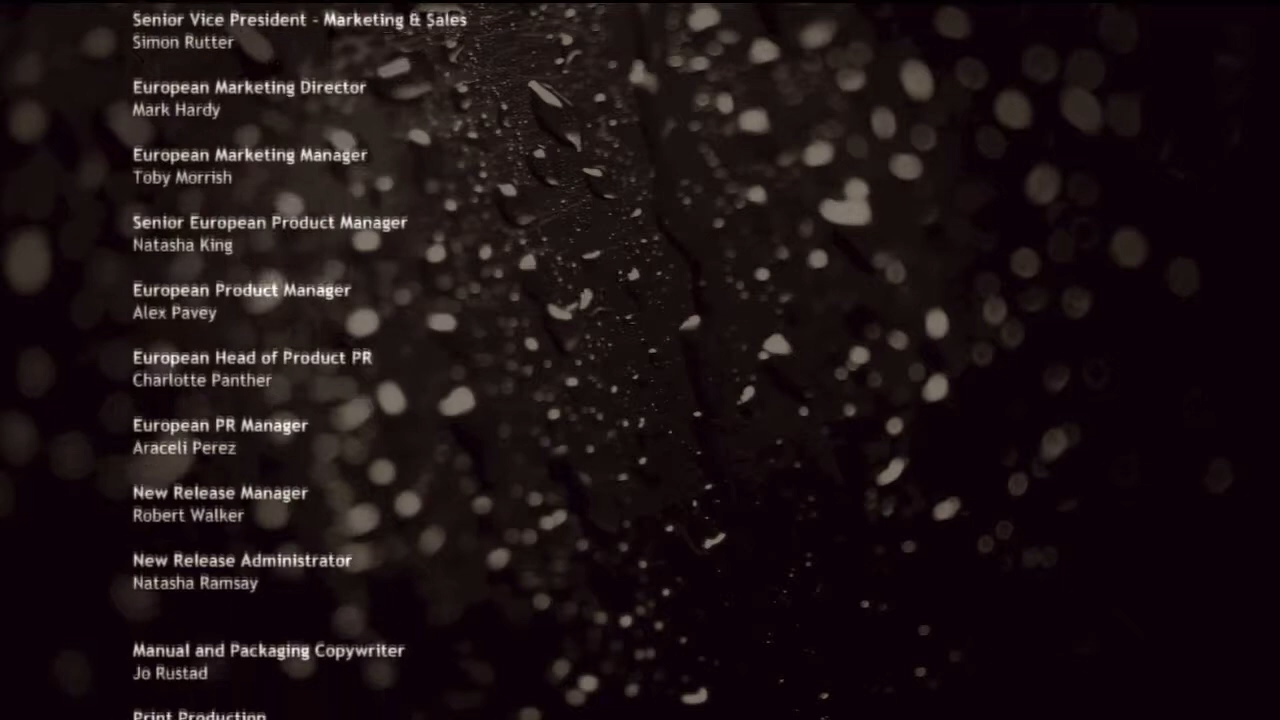 Senior Vice President - Marketing & Sales
Simon Rutter
European Marketing Director
Mark Hardy
European Marketing Manager
Toby Morrish
Senior European Product Manager
Natasha King
European Product Manager
Alex Pavey
European Head of Product PR
Charlotte Panther
European PR Manager
Araceli Perez
New Release Manager
Robert Walker
New Release Administrator
Natasha Ramsay
Manual and Packaging Copywriter
Jo Rustad
Print Production